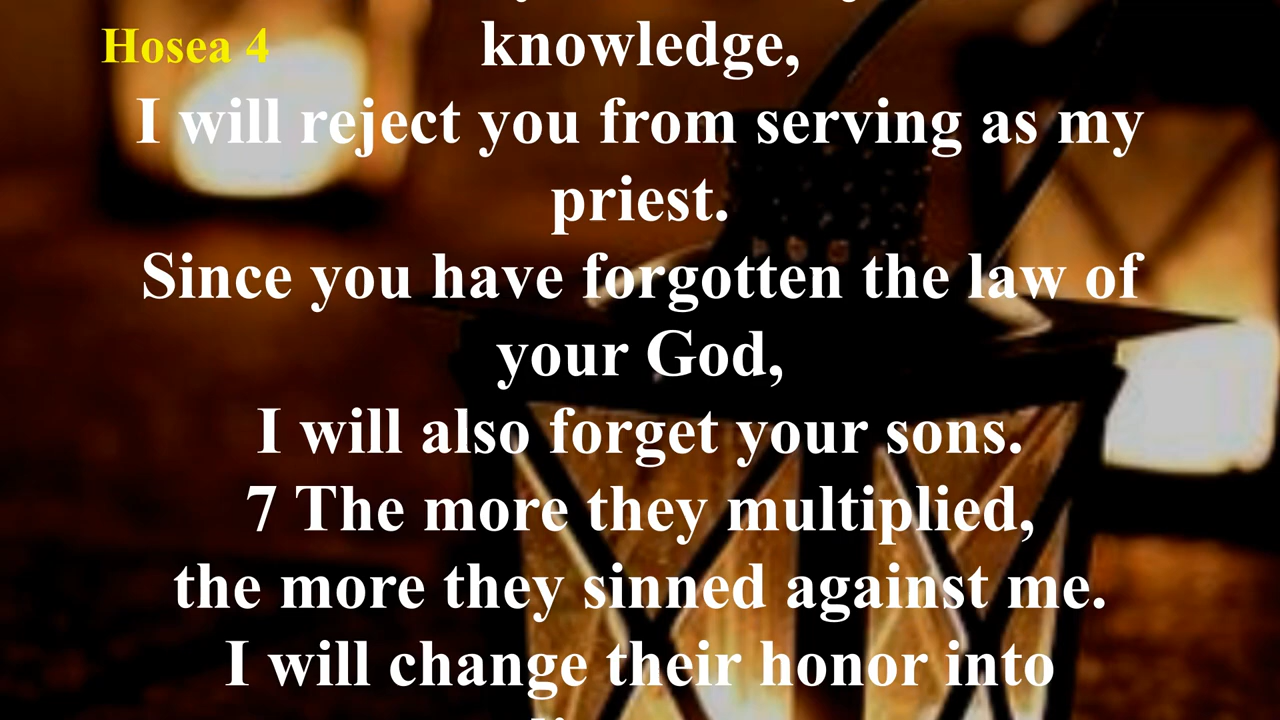 Hosea 4
knowledge,
I will reject you from serving as my
priest.
Since you have forgotten the law of
your God,
I will also forget your sons.
7 The more they multiplied,
the more they sinned against me.
I will change their honor into